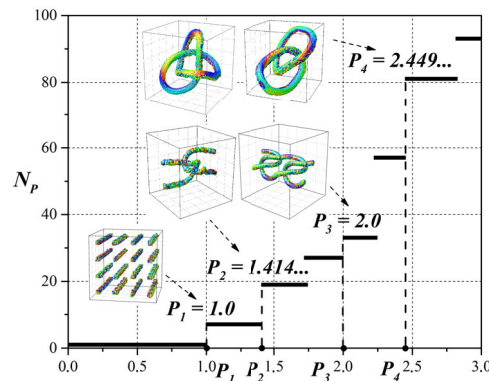 100
80
60
40
20
0
N_P
P_4 = 2.449...
P_3 = 2.0
P_2 = 1.414...
P_1 = 1.0
0.0 0.5 1.0 1.5 2.0 2.5 3.0
P_1 P_2 P_3 P_4